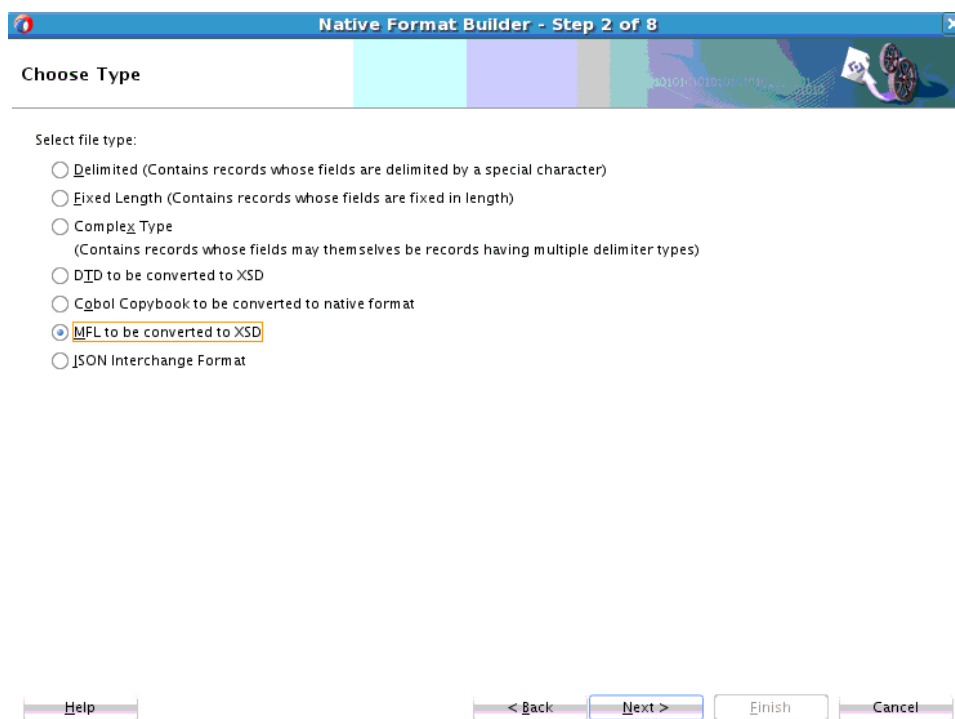 Native Format Builder - Step 2 of 8
Choose Type
Select file type:
Delimited (Contains records whose fields are delimited by a special character)
Fixed Length (Contains records whose fields are fixed in length)
Complex Type
(Contains records whose fields may themselves be records having multiple delimiter types)
DTD to be converted to XSD
Cobol Copybook to be converted to native format
MFL to be converted to XSD
JSON Interchange Format
Help < Back Next > Finish Cancel